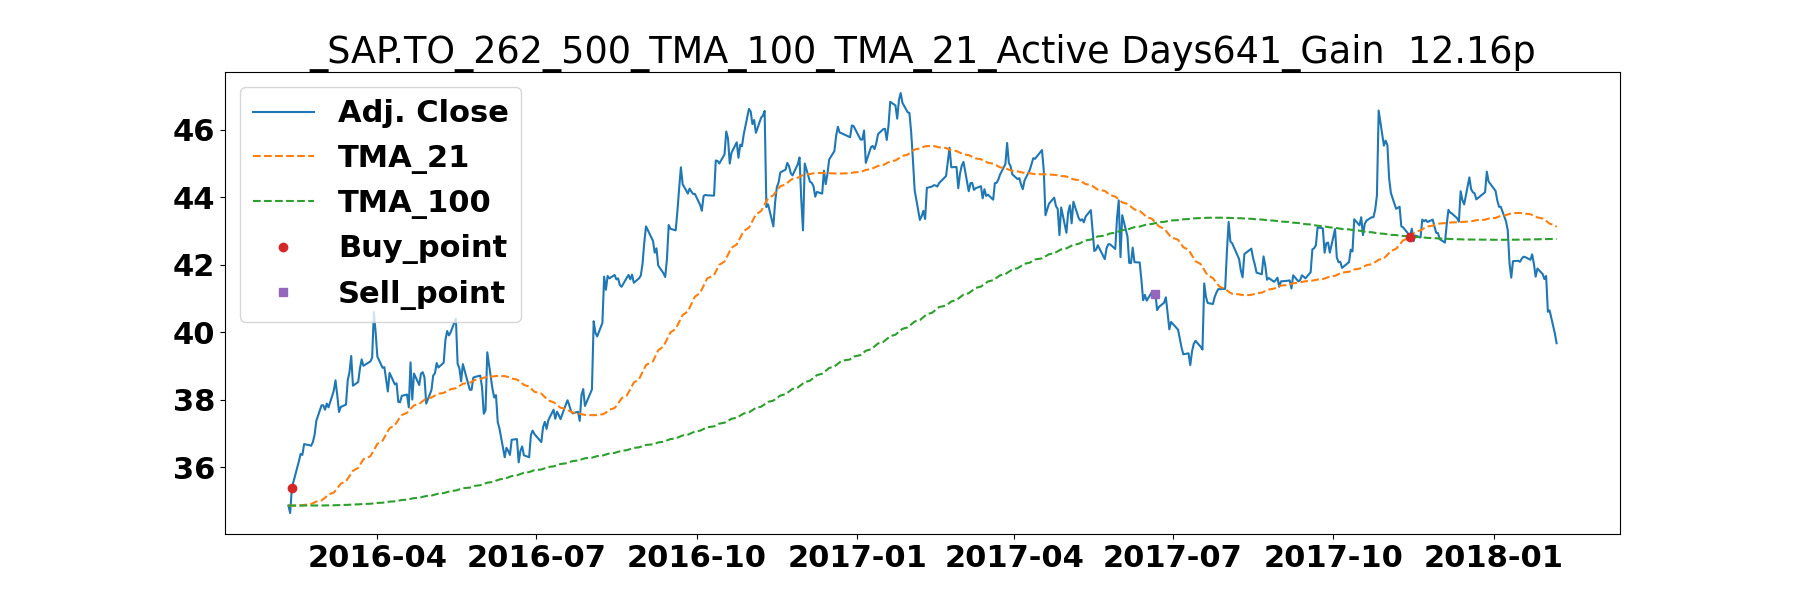 _SAP.TO_262_500_TMA_100_TMA_21_Active Days641_Gain  12.16p
Adj. Close
TMA_21
TMA_100
Buy_point
Sell_point
46
44
42
40
38
36
2016-04 2016-07 2016-10 2017-01 2017-04 2017-07 2017-10 2018-01